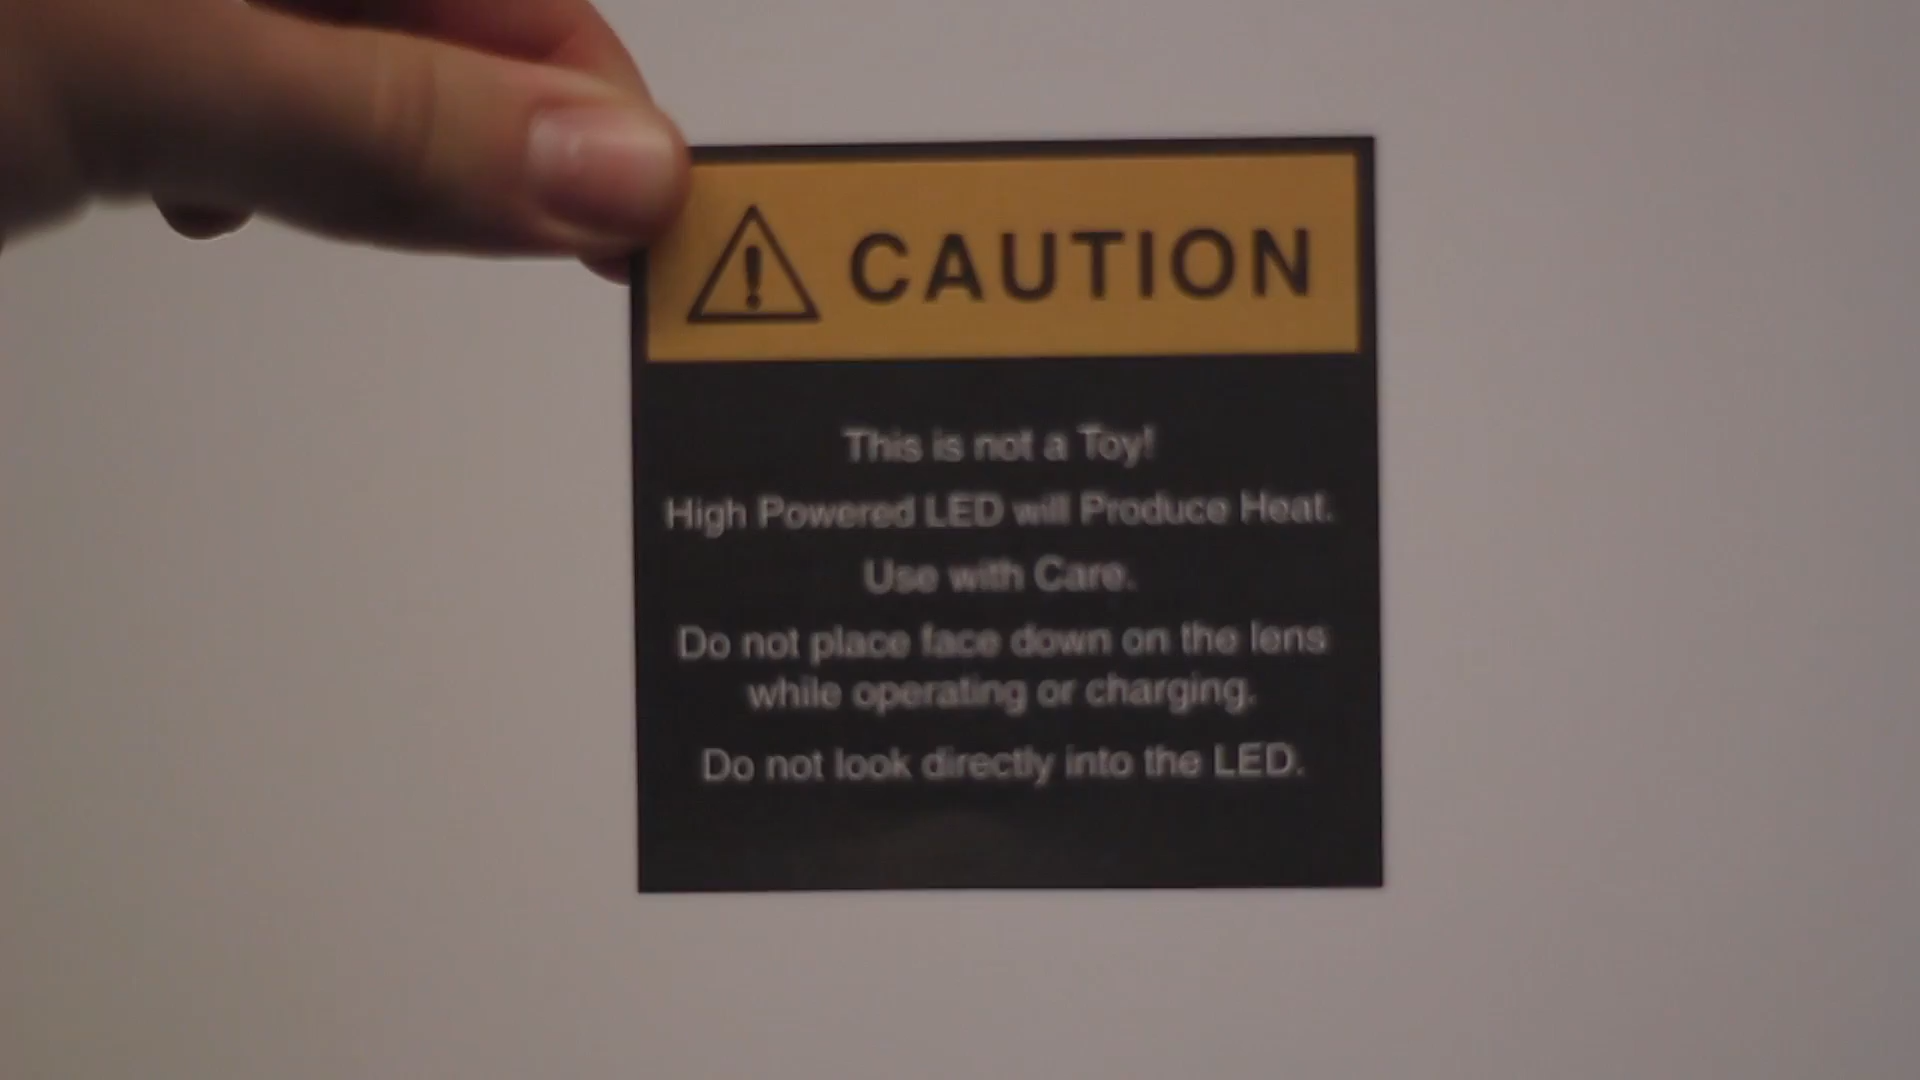 CAUTION
This is not a Toy!
High Powered LED will Produce Heat.
Use with Care.
Do not place face down on the lens
while operating or charging.
Do not look directly into the LED.